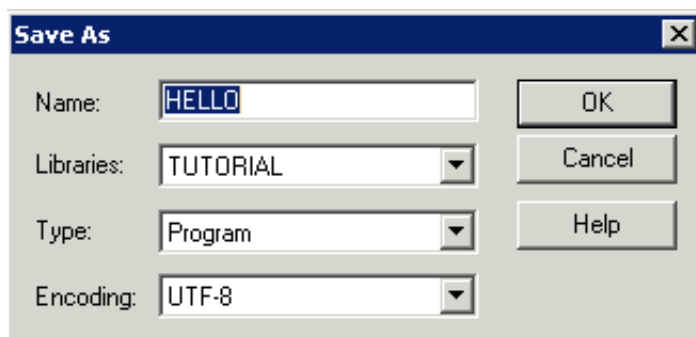 Save As
Name: HELLO OK
Libraries: TUTORIAL Cancel
Type: Program Help
Encoding: UTF-8